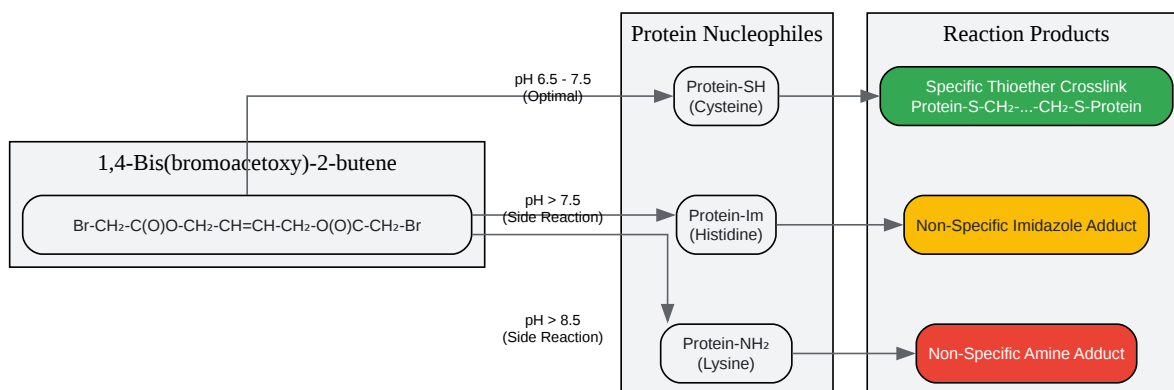 Protein Nucleophiles
Reaction Products
pH 6.5 - 7.5
(Optimal)
Protein-SH
(Cysteine)
Specific Thioether Crosslink
Protein-S-CH₂-...-CH₂-S-Protein
1,4-Bis(bromoacetoxy)-2-butene
Br-CH₂-C(O)O-CH₂-CH=CH-CH₂-O(O)C-CH₂-Br
pH > 7.5
(Side Reaction)
Protein-Im
(Histidine)
Non-Specific Imidazole Adduct
pH > 8.5
(Side Reaction)
Protein-NH₂
(Lysine)
Non-Specific Amine Adduct